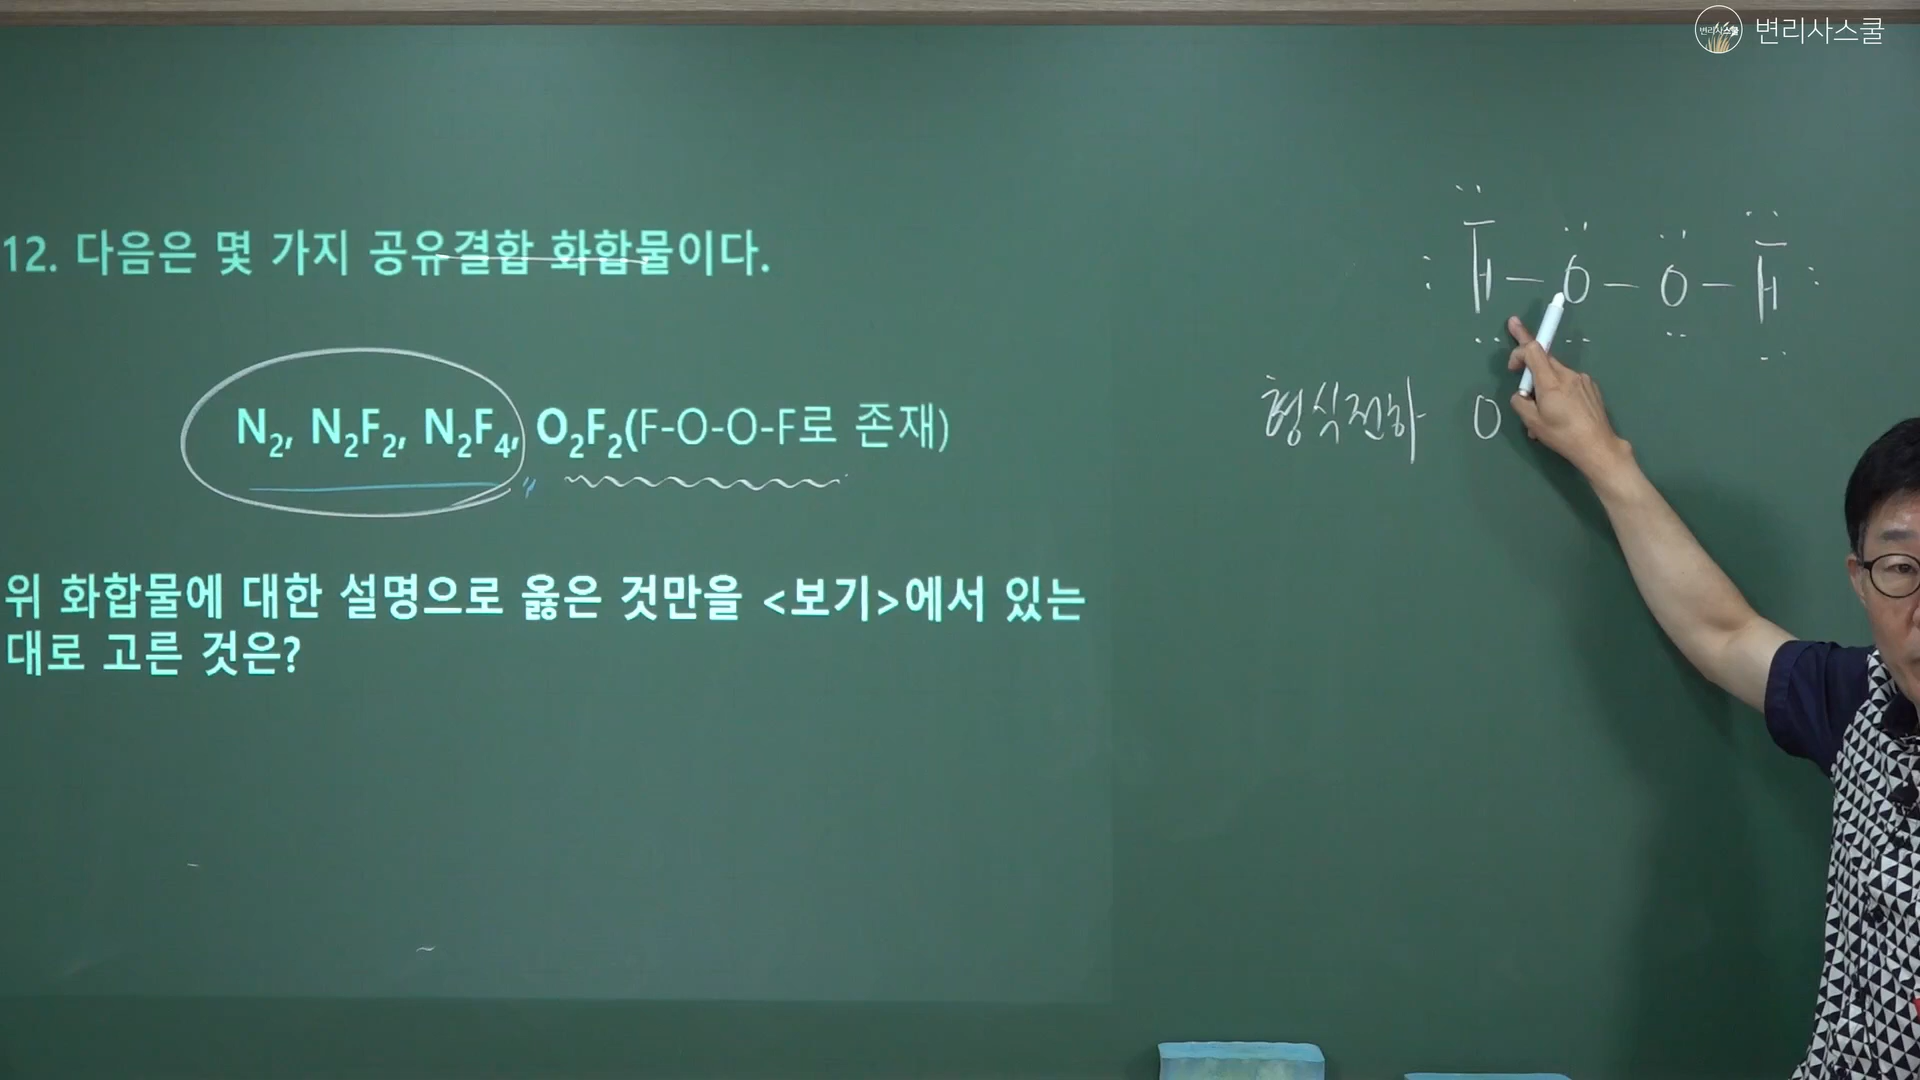 변리사스쿨
12. 다음은 몇 가지 공유결합 화합물이다.
N2, N2F2, N2F4, O2F2(F-O-O-F로 존재)
위 화합물에 대한 설명으로 옳은 것만을 <보기>에서 있는
대로 고른 것은?
F-O-O-F
형식전하 0